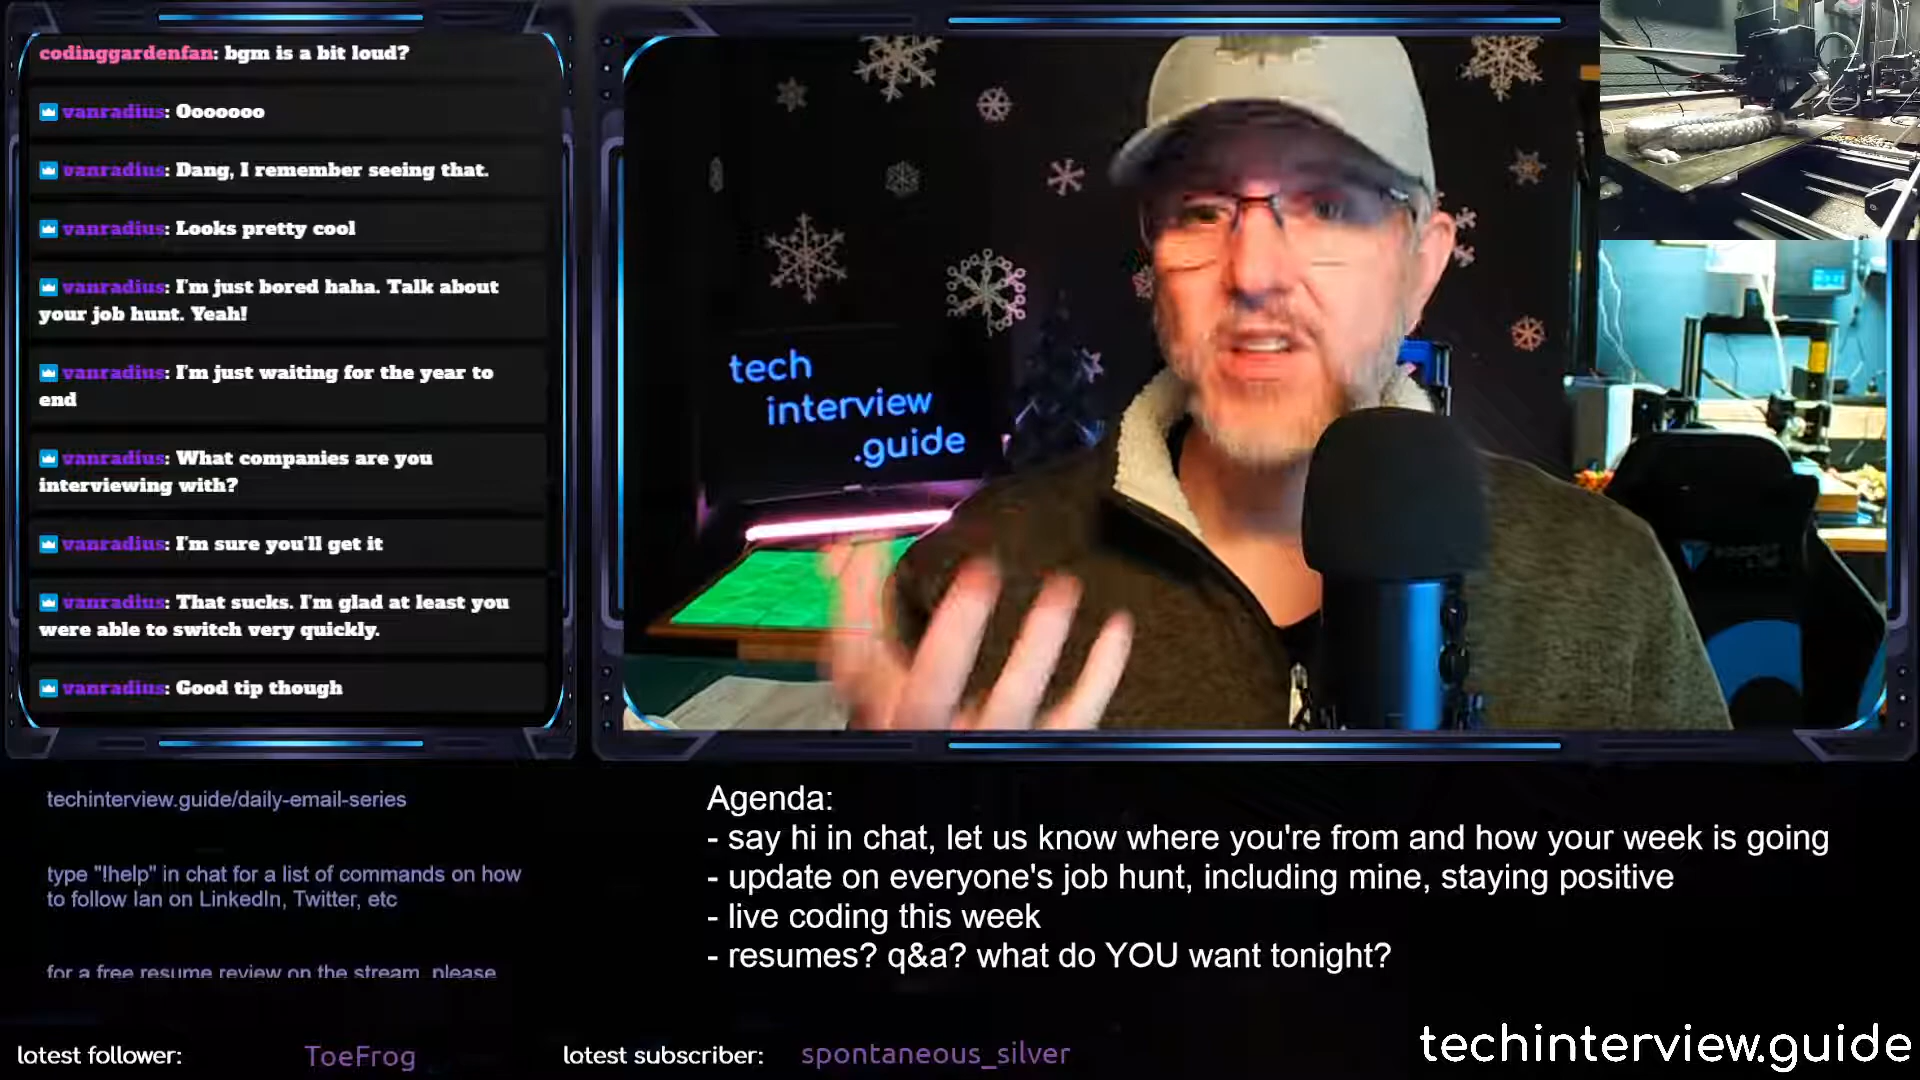 codinggardenfan: bgm is a bit loud?
vanradius: Ooooooo
vanradius: Dang, I remember seeing that.
vanradius: Looks pretty cool
vanradius: I'm just bored haha. Talk about
your job hunt. Yeah!
vanradius: I'm just waiting for the year to
end
vanradius: What companies are you
interviewing with?
vanradius: I'm sure you'll get it
vanradius: That sucks. I'm glad at least you
were able to switch very quickly.
vanradius: Good tip though
tech
interview
.guide
techinterview.guide/daily-email-series
type "!help" in chat for a list of commands on how
to follow Ian on LinkedIn, Twitter, etc
for a free resume review on the stream, please
Agenda:
- say hi in chat, let us know where you're from and how your week is going
- update on everyone's job hunt, including mine, staying positive
- live coding this week
- resumes? q&a? what do YOU want tonight?
latest follower: ToeFrog
latest subscriber: spontaneous_silver
techinterview.guide